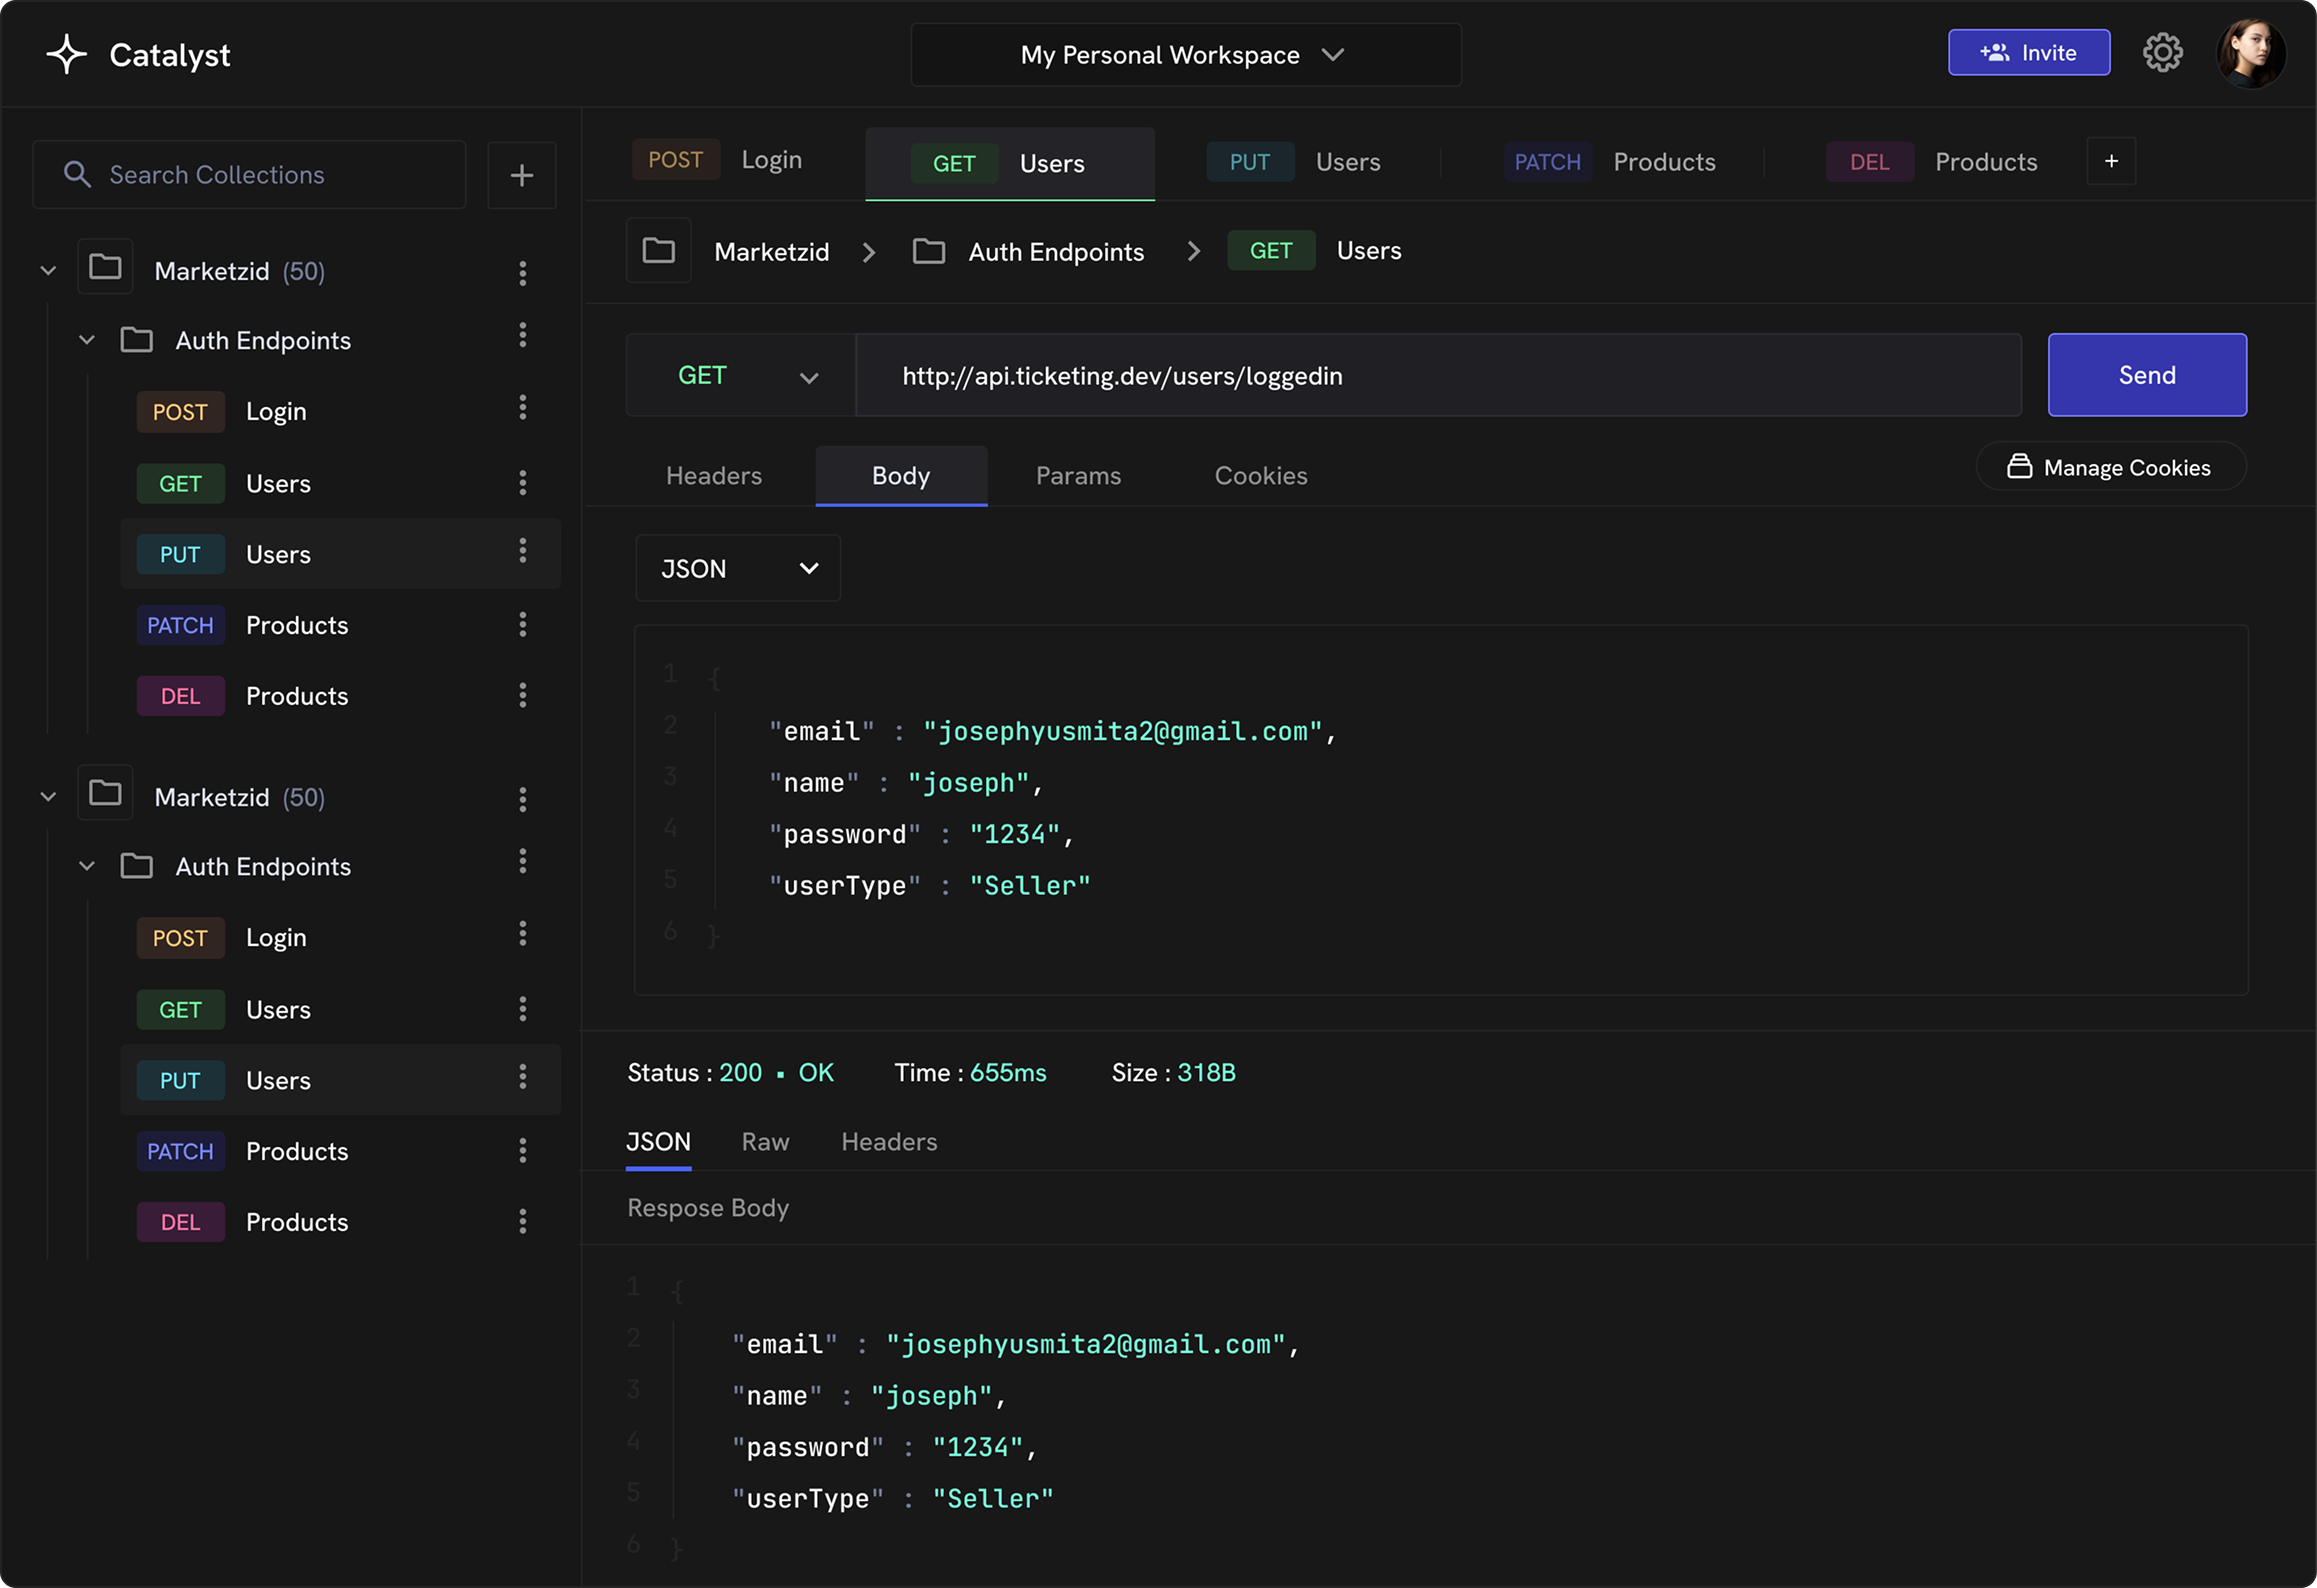 Catalyst
My Personal Workspace
Invite
Search Collections
+
Marketzid (50)
Auth Endpoints
POST Login
GET Users
PUT Users
PATCH Products
DEL Products
Marketzid (50)
Auth Endpoints
POST Login
GET Users
PUT Users
PATCH Products
DEL Products
POST Login GET Users PUT Users PATCH Products DEL Products +
Marketzid > Auth Endpoints > GET Users
GET http://api.ticketing.dev/users/loggedin Send
Headers Body Params Cookies Manage Cookies
JSON
1 {
2 "email" : "josephyusmita2@gmail.com",
3 "name" : "joseph",
4 "password" : "1234",
5 "userType" : "Seller"
6 }
Status : 200 ▪ OK Time : 655ms Size : 318B
JSON Raw Headers
Respose Body
1 {
2 "email" : "josephyusmita2@gmail.com",
3 "name" : "joseph",
4 "password" : "1234",
5 "userType" : "Seller"
6 }